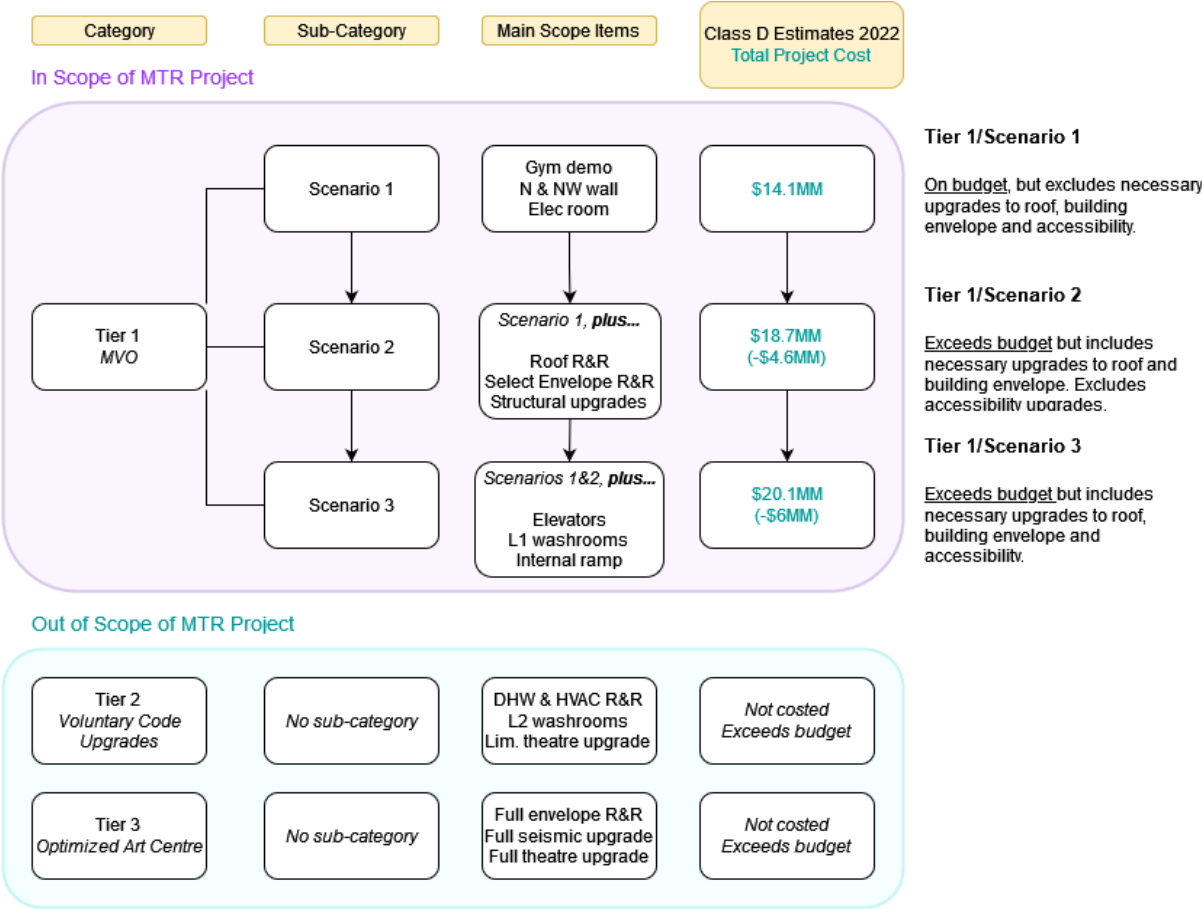 Category
Sub-Category
Main Scope Items
Class D Estimates 2022
Total Project Cost
In Scope of MTR Project
Tier 1
MVO
Scenario 1
Gym demo
N & NW wall
Elec room
$14.1MM
Tier 1/Scenario 1
On budget, but excludes necessary
upgrades to roof, building
envelope and accessibility.
Scenario 2
Scenario 1, plus...
Roof R&R
Select Envelope R&R
Structural upgrades
$18.7MM
(-$4.6MM)
Tier 1/Scenario 2
Exceeds budget but includes
necessary upgrades to roof and
building envelope. Excludes
accessibility upgrades.
Scenario 3
Scenarios 1&2, plus...
Elevators
L1 washrooms
Internal ramp
$20.1MM
(-$6MM)
Tier 1/Scenario 3
Exceeds budget but includes
necessary upgrades to roof,
building envelope and
accessibility.
Out of Scope of MTR Project
Tier 2
Voluntary Code
Upgrades
No sub-category
DHW & HVAC R&R
L2 washrooms
Lim. theatre upgrade
Not costed
Exceeds budget
Tier 3
Optimized Art Centre
No sub-category
Full envelope R&R
Full seismic upgrade
Full theatre upgrade
Not costed
Exceeds budget